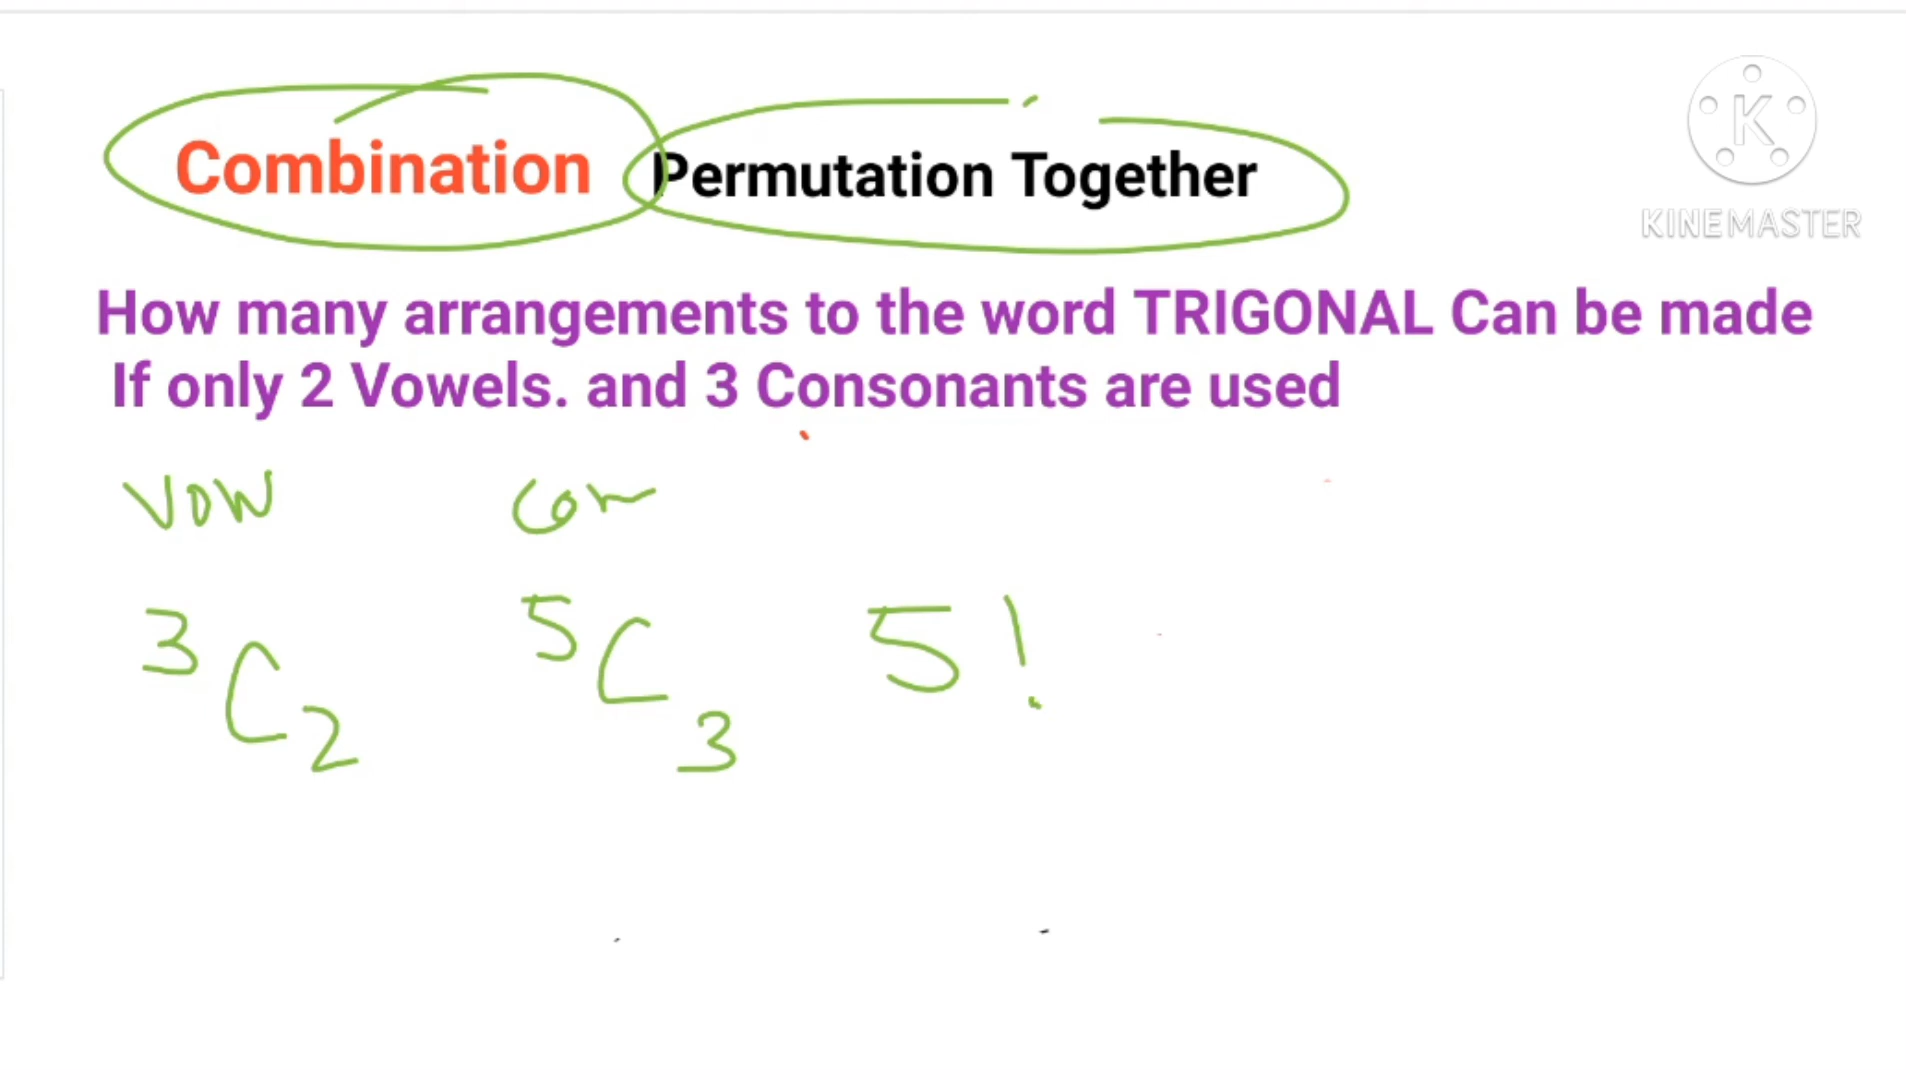 Combination Permutation Together
K
KINEMASTER
How many arrangements to the word TRIGONAL Can be made
If only 2 Vowels. and 3 Consonants are used
VOW Con
3C2 5C3 5!